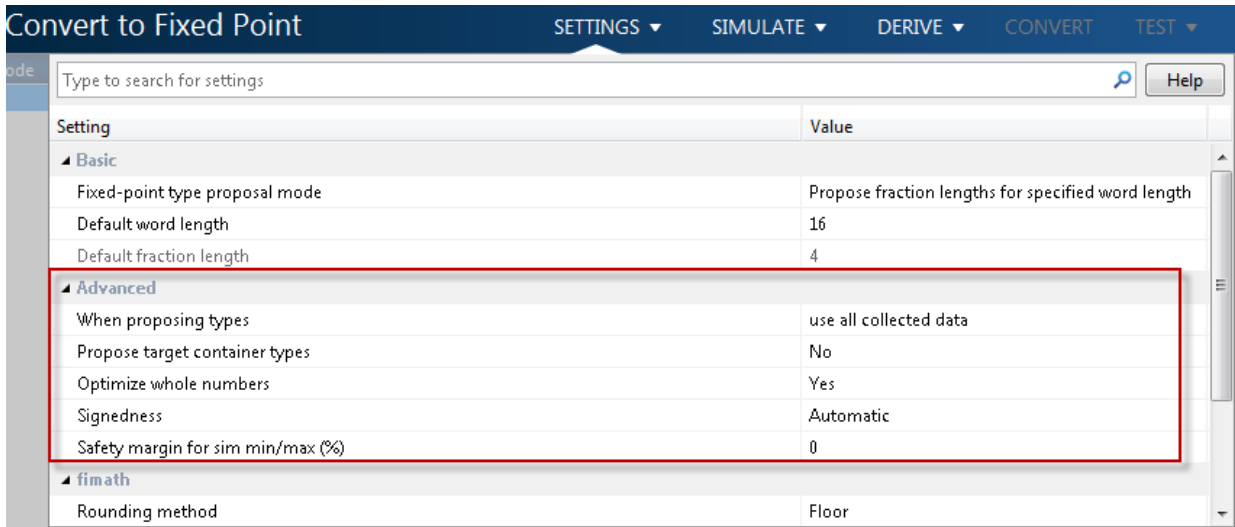 Convert to Fixed Point SETTINGS SIMULATE DERIVE CONVERT TEST
ode
Type to search for settings Help
Setting Value
Basic
Fixed-point type proposal mode Propose fraction lengths for specified word length
Default word length 16
Default fraction length 4
Advanced
When proposing types use all collected data
Propose target container types No
Optimize whole numbers Yes
Signedness Automatic
Safety margin for sim min/max (%) 0
fimath
Rounding method Floor